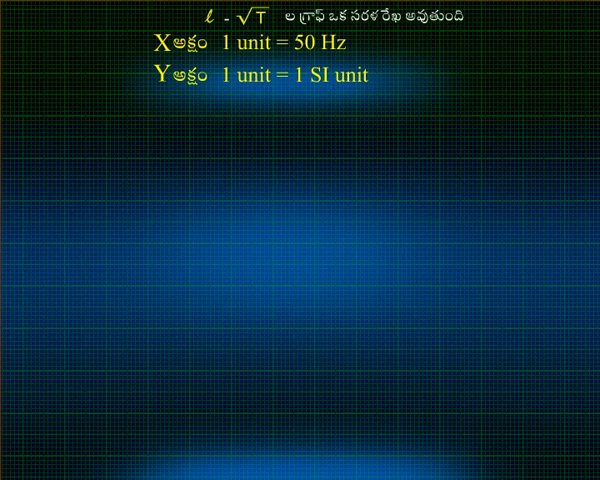 ℓ - √T ల గ్రాఫ్ ఒక సరళ రేఖ అవుతుంది
X అక్షం 1 unit = 50 Hz
Y అక్షం 1 unit = 1 SI unit